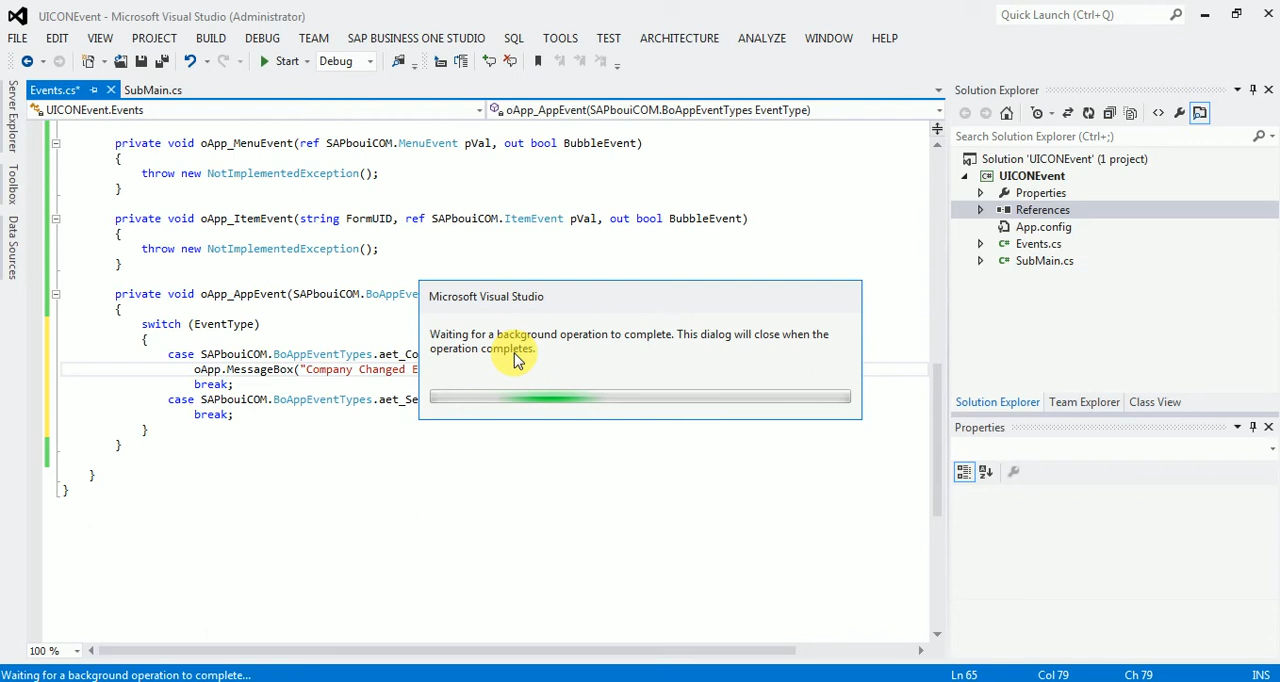 UICONEvent - Microsoft Visual Studio (Administrator)
Quick Launch (Ctrl+Q)
FILE EDIT VIEW PROJECT BUILD DEBUG TEAM SAP BUSINESS ONE STUDIO SQL TOOLS TEST ARCHITECTURE ANALYZE WINDOW HELP
Start Debug
Events.cs* SubMain.cs
UICONEvent.Events oApp_AppEvent(SAPbouiCOM.BoAppEventTypes EventType)
private void oApp_MenuEvent(ref SAPbouiCOM.MenuEvent pVal, out bool BubbleEvent)
{
throw new NotImplementedException();
}
private void oApp_ItemEvent(string FormUID, ref SAPbouiCOM.ItemEvent pVal, out bool BubbleEvent)
{
throw new NotImplementedException();
}
private void oApp_AppEvent(SAPbouiCOM.BoAppEve
{
switch (EventType)
{
case SAPbouiCOM.BoAppEventTypes.aet_Co
oApp.MessageBox("Company Changed E
break;
case SAPbouiCOM.BoAppEventTypes.aet_Se
break;
}
}
}
}
Microsoft Visual Studio
Waiting for a background operation to complete. This dialog will close when the
operation completes.
Server Explorer
Toolbox
Data Sources
Solution Explorer
Search Solution Explorer (Ctrl+;)
Solution 'UICONEvent' (1 project)
UICONEvent
Properties
References
App.config
Events.cs
SubMain.cs
Solution Explorer Team Explorer Class View
Properties
100 %
Waiting for a background operation to complete... Ln 65 Col 79 Ch 79 INS